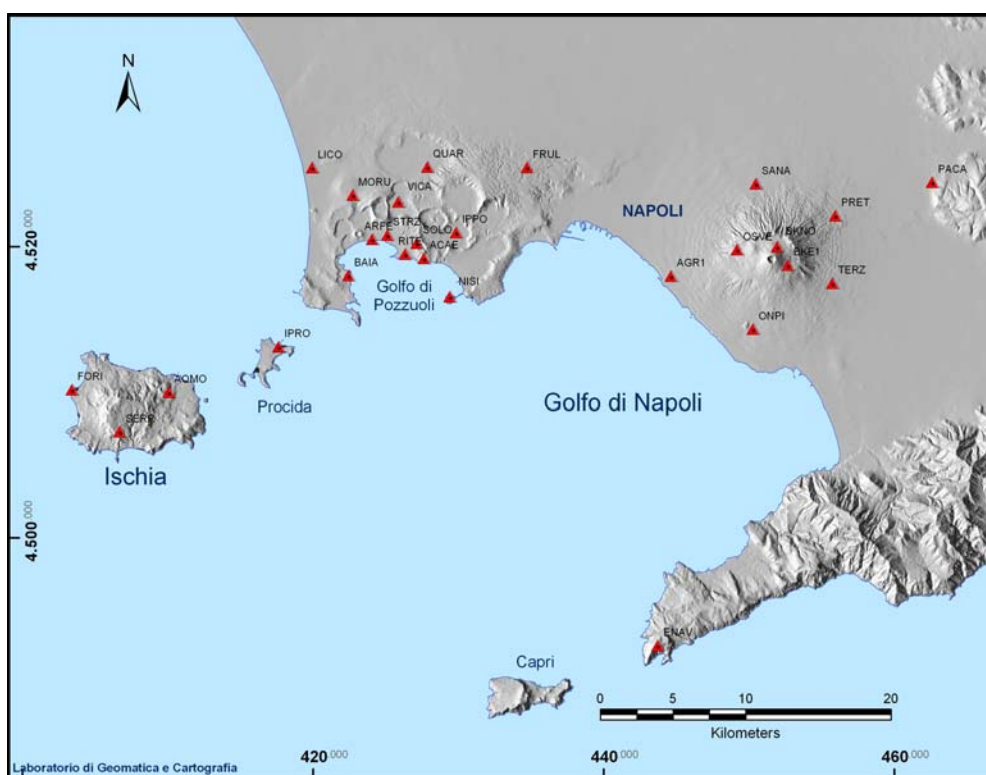 N
LICO
QUAR
FRUL
MORU
VICA
SANA
PACA
PRET
ARFE
STRZ
SOLO
IPPO
NAPOLI
RITE
ACAE
OSVE
BKNO
BKE1
BAIA
NISI
AGR1
TERZ
Golfo di
Pozzuoli
ONPI
IPRO
FORI
AQMO
Procida
Golfo di Napoli
SERR
Ischia
ENAV
Capri
0 5 10 20
Kilometers
4.520.000
4.500.000
420.000
440.000
460.000
Laboratorio di Geomatica e Cartografia